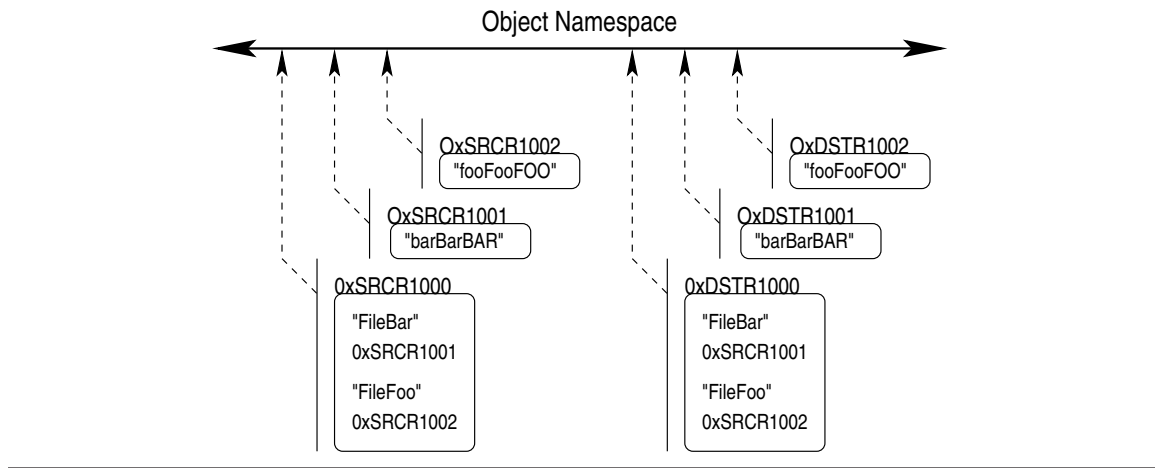 Object Namespace
OxSRCR1002
"fooFooFOO"
OxDSTR1002
"fooFooFOO"
OxSRCR1001
"barBarBAR"
OxDSTR1001
"barBarBAR"
0xSRCR1000
"FileBar"
0xSRCR1001
"FileFoo"
0xSRCR1002
0xDSTR1000
"FileBar"
0xSRCR1001
"FileFoo"
0xSRCR1002